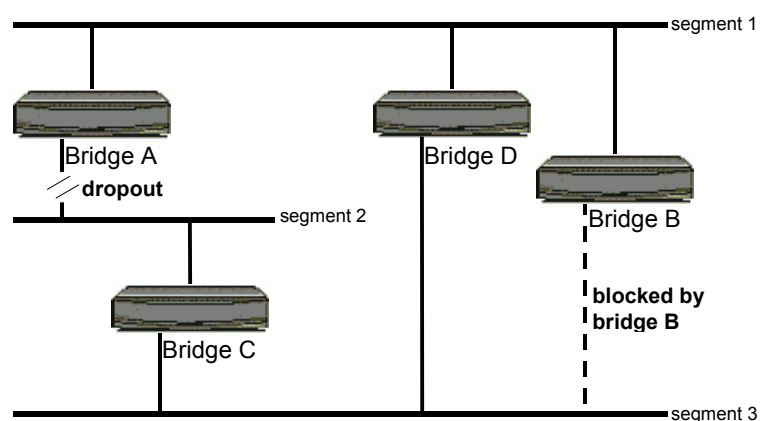 segment 1
Bridge A
Bridge D
dropout
segment 2
Bridge B
blocked by
bridge B
Bridge C
segment 3